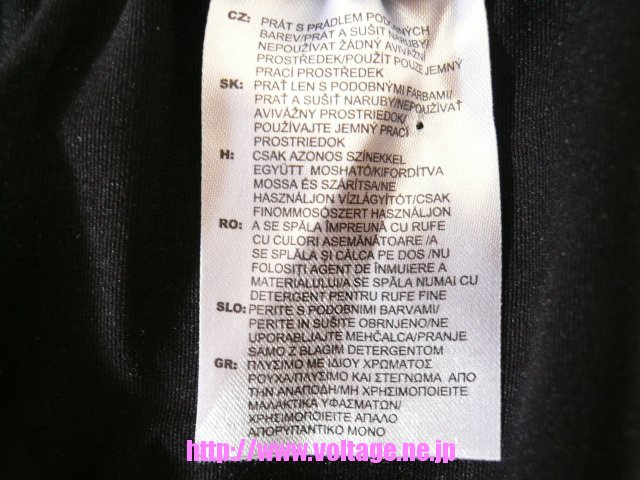 CZ: PRÁT S PRÁDLEM PODOBNÝCH
BAREV/PRÁT A SUŠIT NARUBY/
NEPOUŽÍVAT ŽÁDNÝ AVIVÁŽNÍ
PROSTŘEDEK/POUŽÍT POUZE JEMNÝ
PRACÍ PROSTŘEDEK
SK: PRAŤ LEN S PODOBNÝMI FARBAMI/
PRAŤ A SUŠIŤ NARUBY/NEPOUŽÍVAŤ
AVIVÁŽNY PROSTRIEDOK/
POUŽÍVAJTE JEMNÝ PRACÍ
PROSTRIEDOK
H: CSAK AZONOS SZÍNEKKEL
EGYÜTT MOSHATÓ/KIFORDÍTVA
MOSSA ÉS SZÁRÍTSA/NE
HASZNÁLJON VÍZLÁGYÍTÓT/CSAK
FINOMMOSÓSZERT HASZNÁLJON
RO: A SE SPĂLA ÎMPREUNĂ CU RUFE
CU CULORI ASEMĂNĂTOARE /A
SE SPLĂLA ȘI CĂLCA PE DOS /NU
FOLOSIȚI AGENT DE ÎNMUIERE A
MATERIALULUI/A SE SPĂLA NUMAI CU
DETERGENT PENTRU RUFE FINE
SLO: PERITE S PODOBNIMI BARVAMI/
PERITE IN SUŠITE OBRNJENO/NE
UPORABLJAJTE MEHČALCA/PRANJE
SAMO Z BLAGIM DETERGENTOM
GR: ΠΛΥΣΙΜΟ ΜΕ ΙΔΙΟΥ ΧΡΩΜΑΤΟΣ
ΡΟΥΧΑ/ΠΛΥΣΙΜΟ ΚΑΙ ΣΤΕΓΝΩΜΑ ΑΠΟ
ΤΗΝ ΑΝΑΠΟΔΗ/ΜΗ ΧΡΗΣΙΜΟΠΟΙΕΙΤΕ
ΜΑΛΑΚΤΙΚΑ ΥΦΑΣΜΑΤΩΝ/
ΧΡΗΣΙΜΟΠΟΙΕΙΤΕ ΑΠΑΛΟ
ΑΠΟΡΥΠΑΝΤΙΚΟ ΜΟΝΟ
http://www.voltage.ne.jp